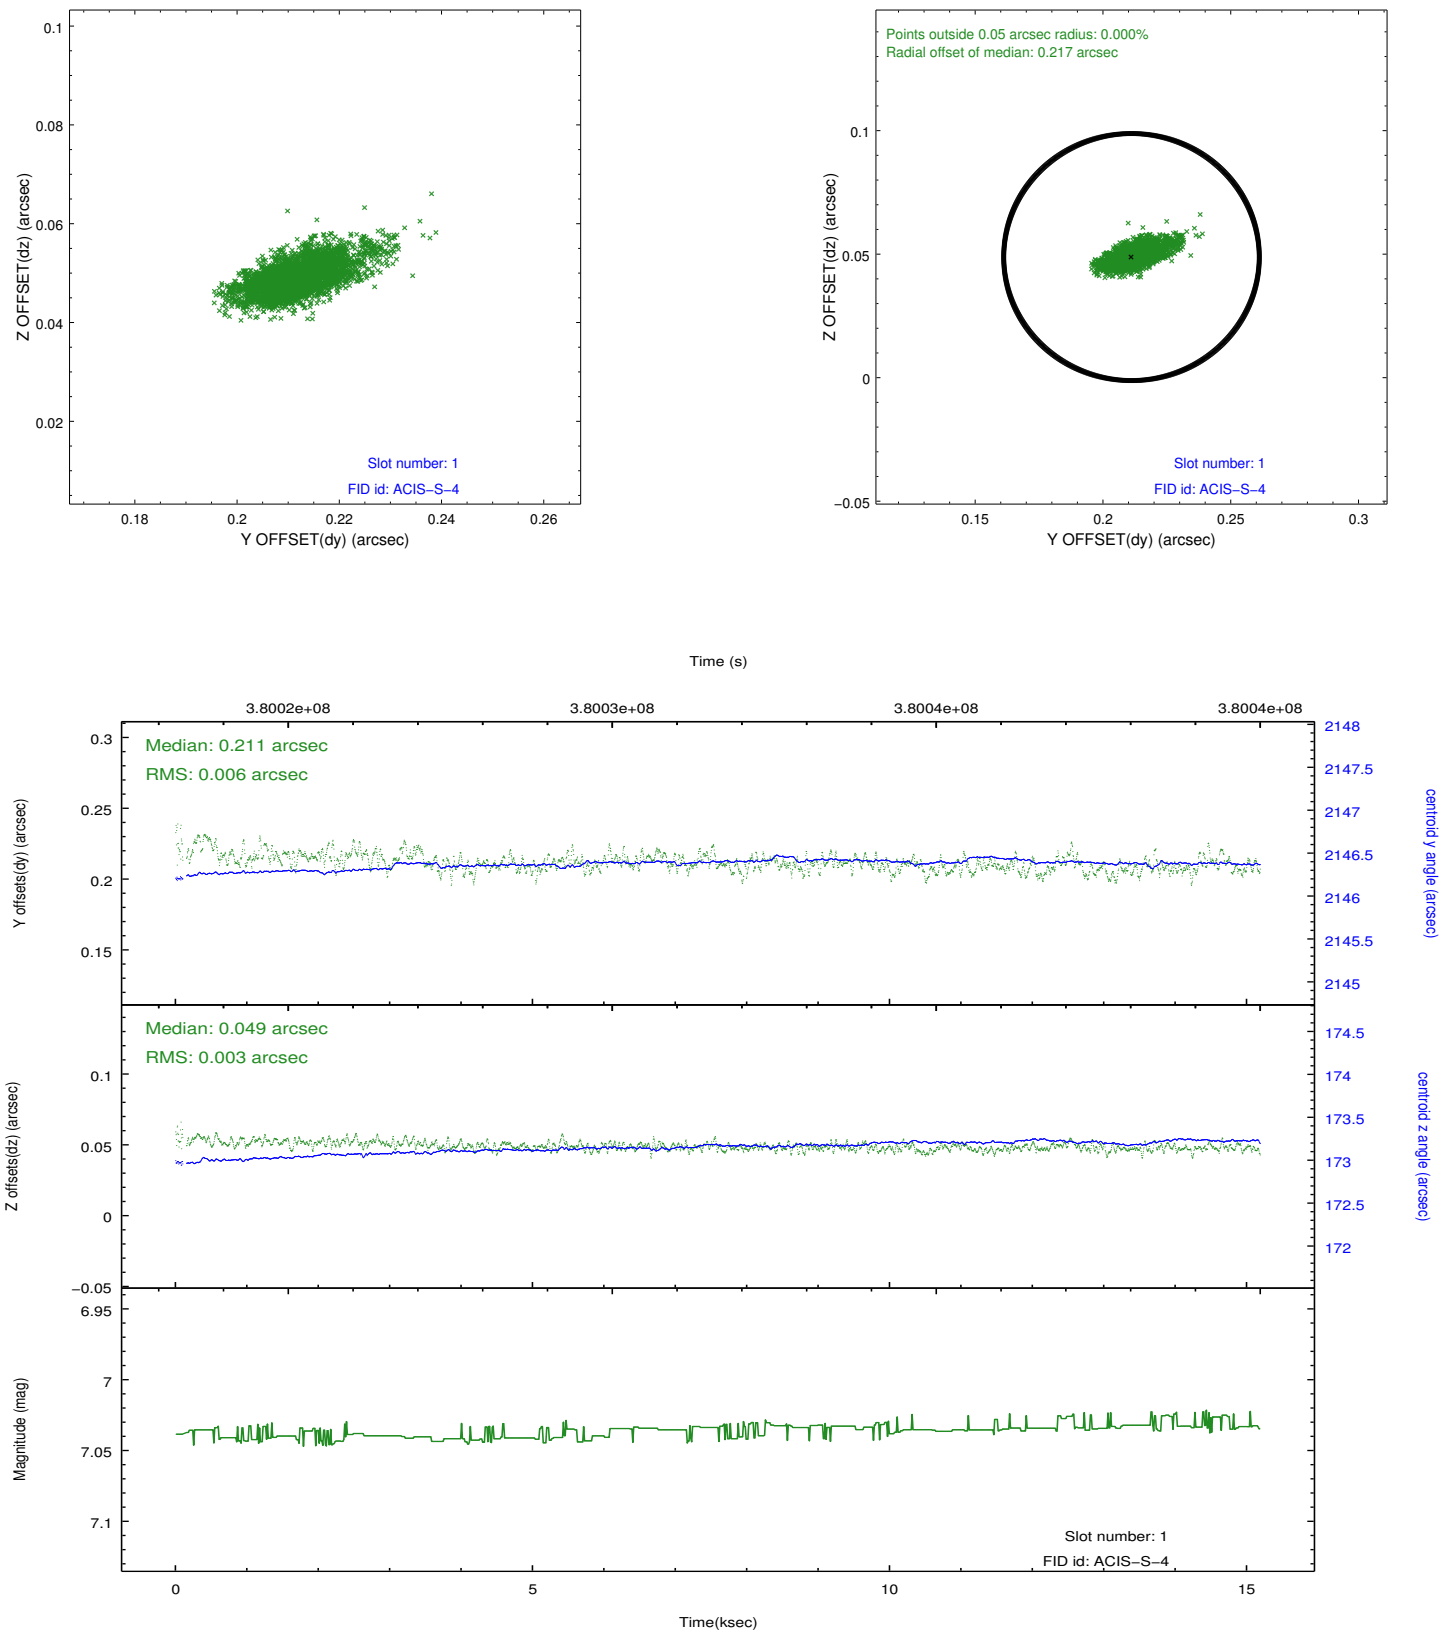 0.1
0.08
0.06
0.04
0.02
Z OFFSET(dz) (arcsec)
Slot number: 1
FID id: ACIS−S−4
0.18 0.2 0.22 0.24 0.26
Y OFFSET(dy) (arcsec)
Points outside 0.05 arcsec radius: 0.000%
Radial offset of median: 0.217 arcsec
0.1
0.05
0
−0.05
Z OFFSET(dz) (arcsec)
Slot number: 1
FID id: ACIS−S−4
0.15 0.2 0.25 0.3
Y OFFSET(dy) (arcsec)
Time (s)
3.8002e+08 3.8003e+08 3.8004e+08 3.8004e+08
Median: 0.211 arcsec
RMS: 0.006 arcsec
0.3
0.25
0.2
0.15
Y offsets(dy) (arcsec)
2148
2147.5
2147
2146.5
2146
2145.5
2145
centroid y angle (arcsec)
Median: 0.049 arcsec
RMS: 0.003 arcsec
0.1
0.05
0
−0.05
Z offsets(dz) (arcsec)
174.5
174
173.5
173
172.5
172
centroid z angle (arcsec)
6.95
7
7.05
7.1
Magnitude (mag)
Slot number: 1
FID id: ACIS−S−4
0 5 10 15
Time(ksec)